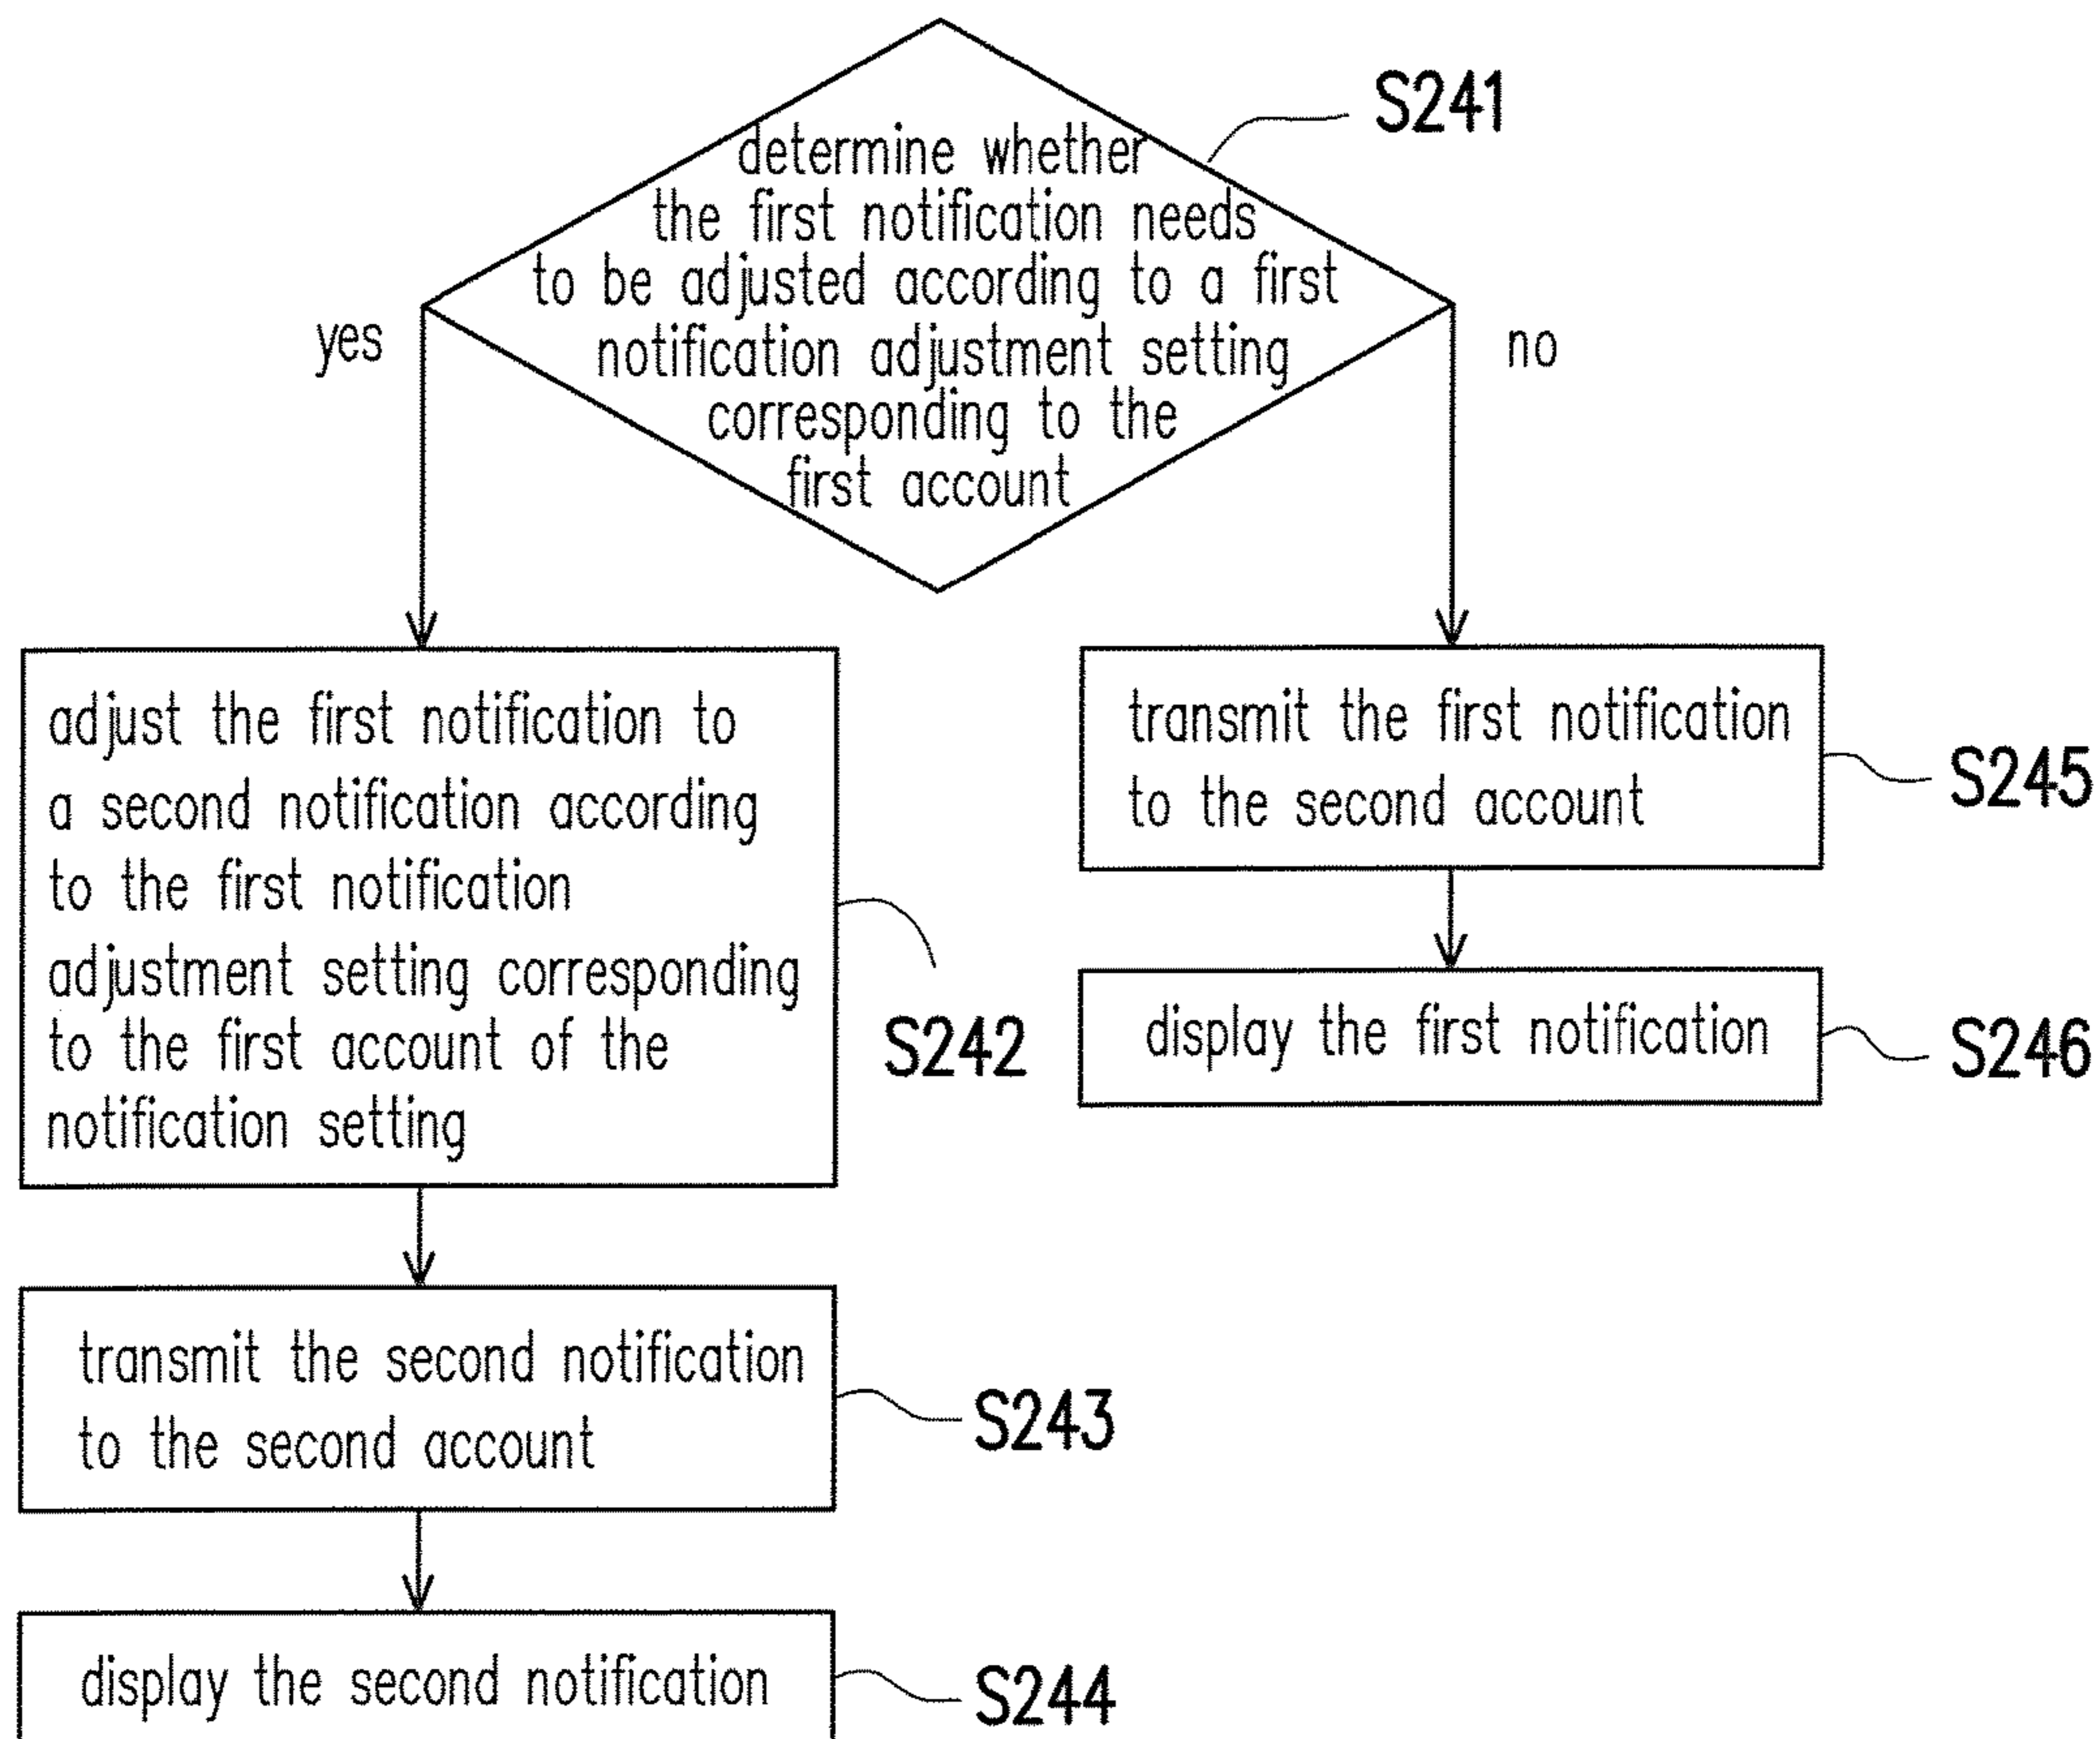 determine whether
the first notification needs
to be adjusted according to a first
notification adjustment setting
corresponding to the
first account
S241
yes
no
adjust the first notification to
a second notification according
to the first notification
adjustment setting corresponding
to the first account of the
notification setting
S242
transmit the second notification
to the second account
S243
display the second notification
S244
transmit the first notification
to the second account
S245
display the first notification
S246